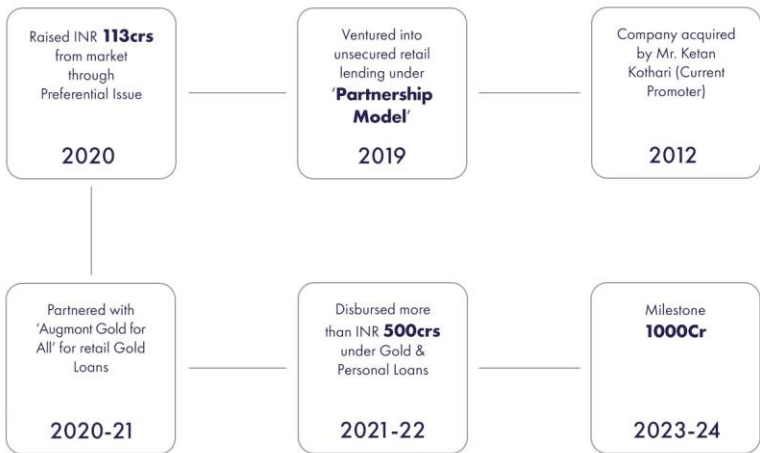 Raised INR 113crs
from market
through
Preferential Issue
2020
Ventured into
unsecured retail
lending under
‘Partnership
Model’
2019
Company acquired
by Mr. Ketan
Kothari (Current
Promoter)
2012
Partnered with
‘Augmont Gold for
All’ for retail Gold
Loans
2020-21
Disbursed more
than INR 500crs
under Gold &
Personal Loans
2021-22
Milestone
1000Cr
2023-24